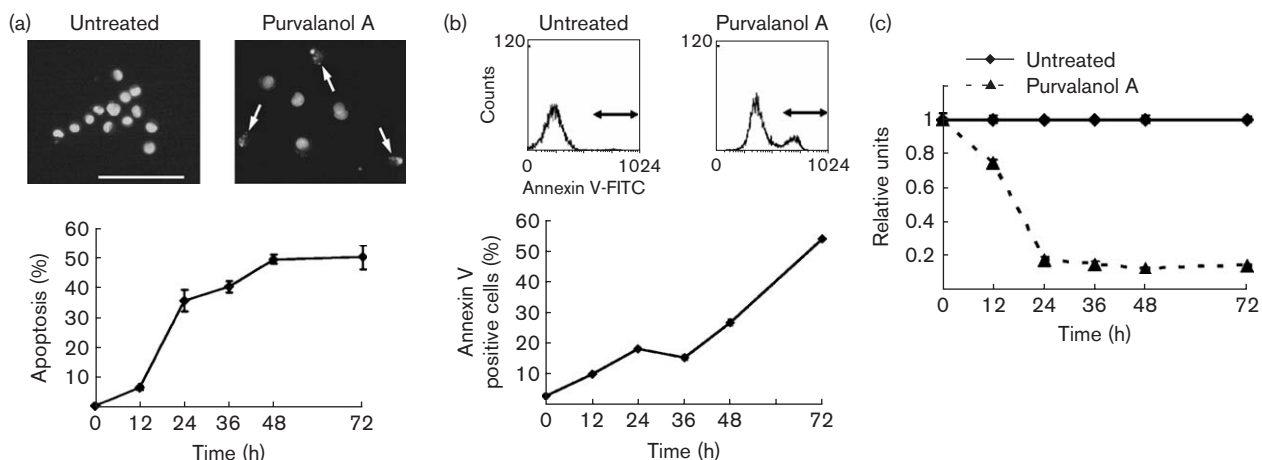 (a)
Untreated
Purvalanol A
60
50
40
30
20
10
Apoptosis (%)
0 12 24 36 48 72
Time (h)
(b)
Untreated
Purvalanol A
120
Counts
0 1024
Annexin V-FITC
120
0 1024
60
50
40
30
20
10
Annexin V
positive cells (%)
0 12 24 36 48 72
Time (h)
(c)
Untreated
Purvalanol A
1
0.8
0.6
0.4
0.2
Relative units
0 12 24 36 48 72
Time (h)